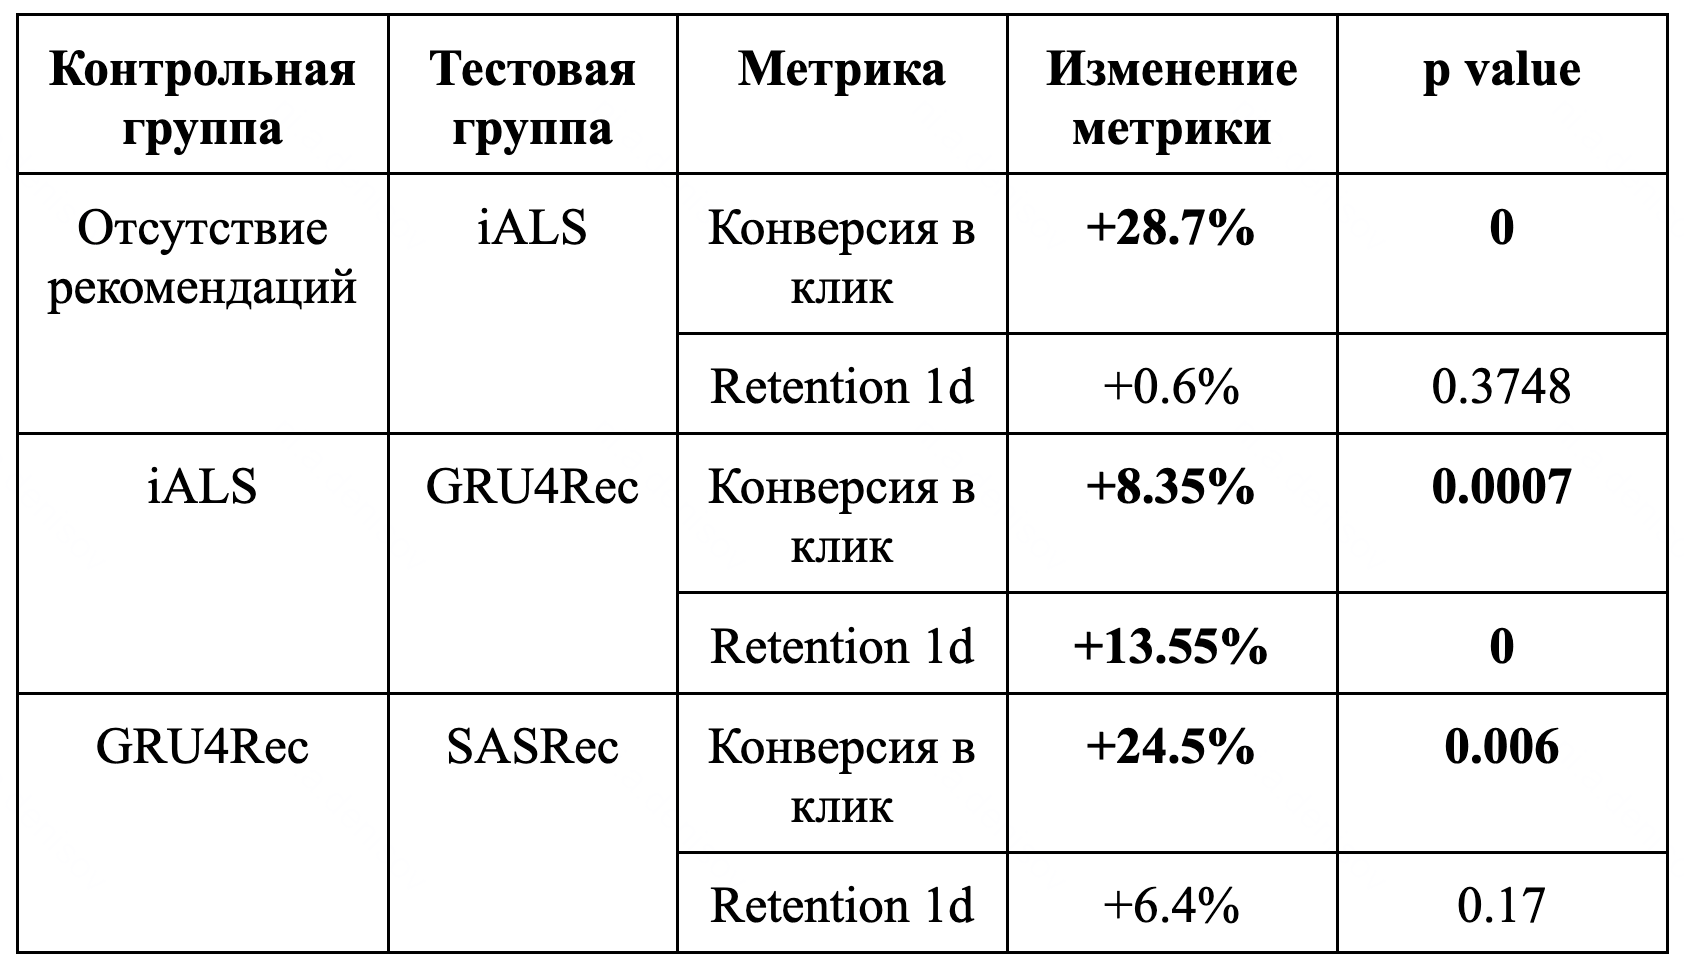 Контрольная
группа
Тестовая
группа
Метрика
Изменение
метрики
p value
Отсутствие
рекомендаций
iALS
Конверсия в
клик
+28.7%
0
Retention 1d
+0.6%
0.3748
iALS
GRU4Rec
Конверсия в
клик
+8.35%
0.0007
Retention 1d
+13.55%
0
GRU4Rec
SASRec
Конверсия в
клик
+24.5%
0.006
Retention 1d
+6.4%
0.17